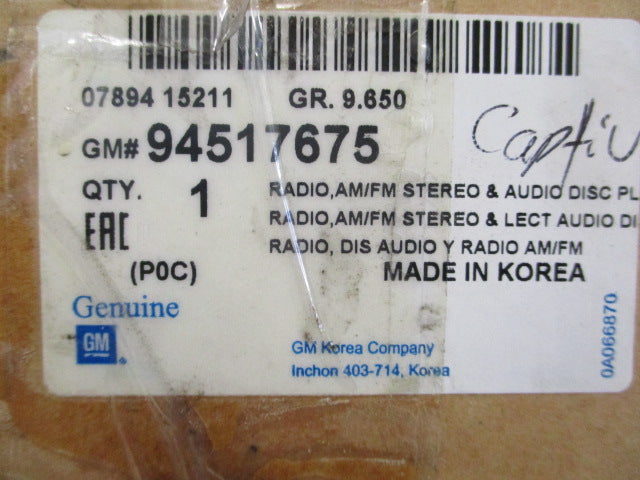 07894 15211 GR. 9.650
GM# 94517675
QTY. 1
RADIO,AM/FM STEREO & AUDIO DISC PL
RADIO,AM/FM STEREO & LECT AUDIO DI
EAC
RADIO, DIS AUDIO Y RADIO AM/FM
(P0C) MADE IN KOREA
Genuine
GM
GM Korea Company
Inchon 403-714, Korea
0A066870